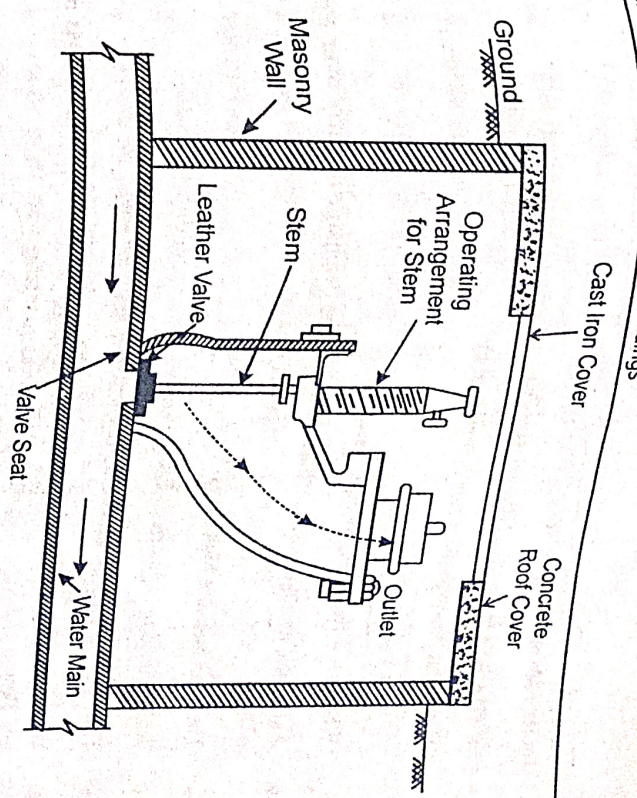 Ground
Masonry
Wall
Operating
Arrangement
for Stem
Stem
Leather Valve
Valve Seat
Water Main
Outlet
Cast Iron Cover
Concrete
Roof Cover